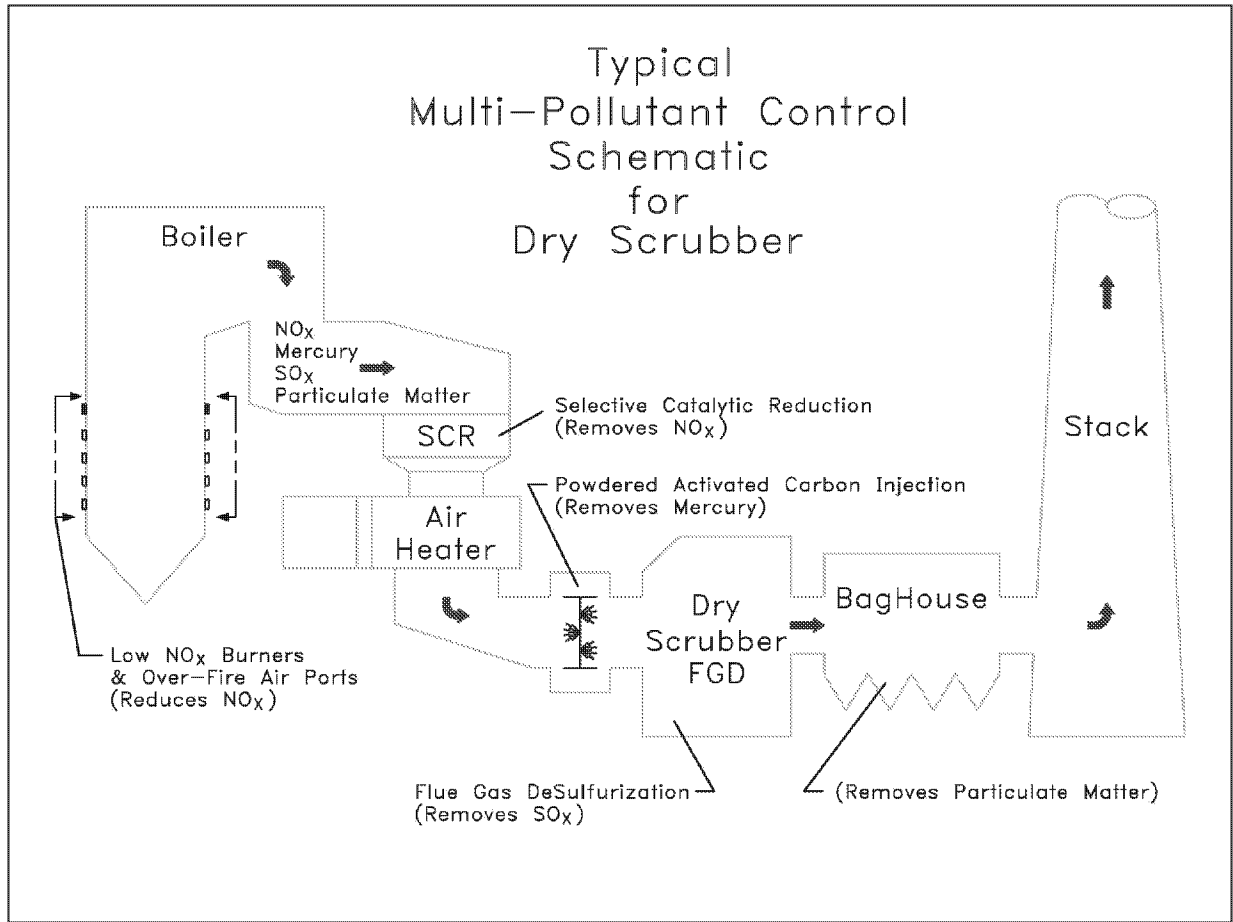 Typical
Multi-Pollutant Control
Schematic
for
Dry Scrubber
Boiler
NOx
Mercury
SOx
Particulate Matter
Selective Catalytic Reduction
(Removes NOx)
SCR
Stack
Powdered Activated Carbon Injection
(Removes Mercury)
Air
Heater
Dry
Scrubber
FGD
BagHouse
Low NOx Burners
& Over-Fire Air Ports
(Reduces NOx)
Flue Gas DeSulfurization
(Removes SOx)
(Removes Particulate Matter)